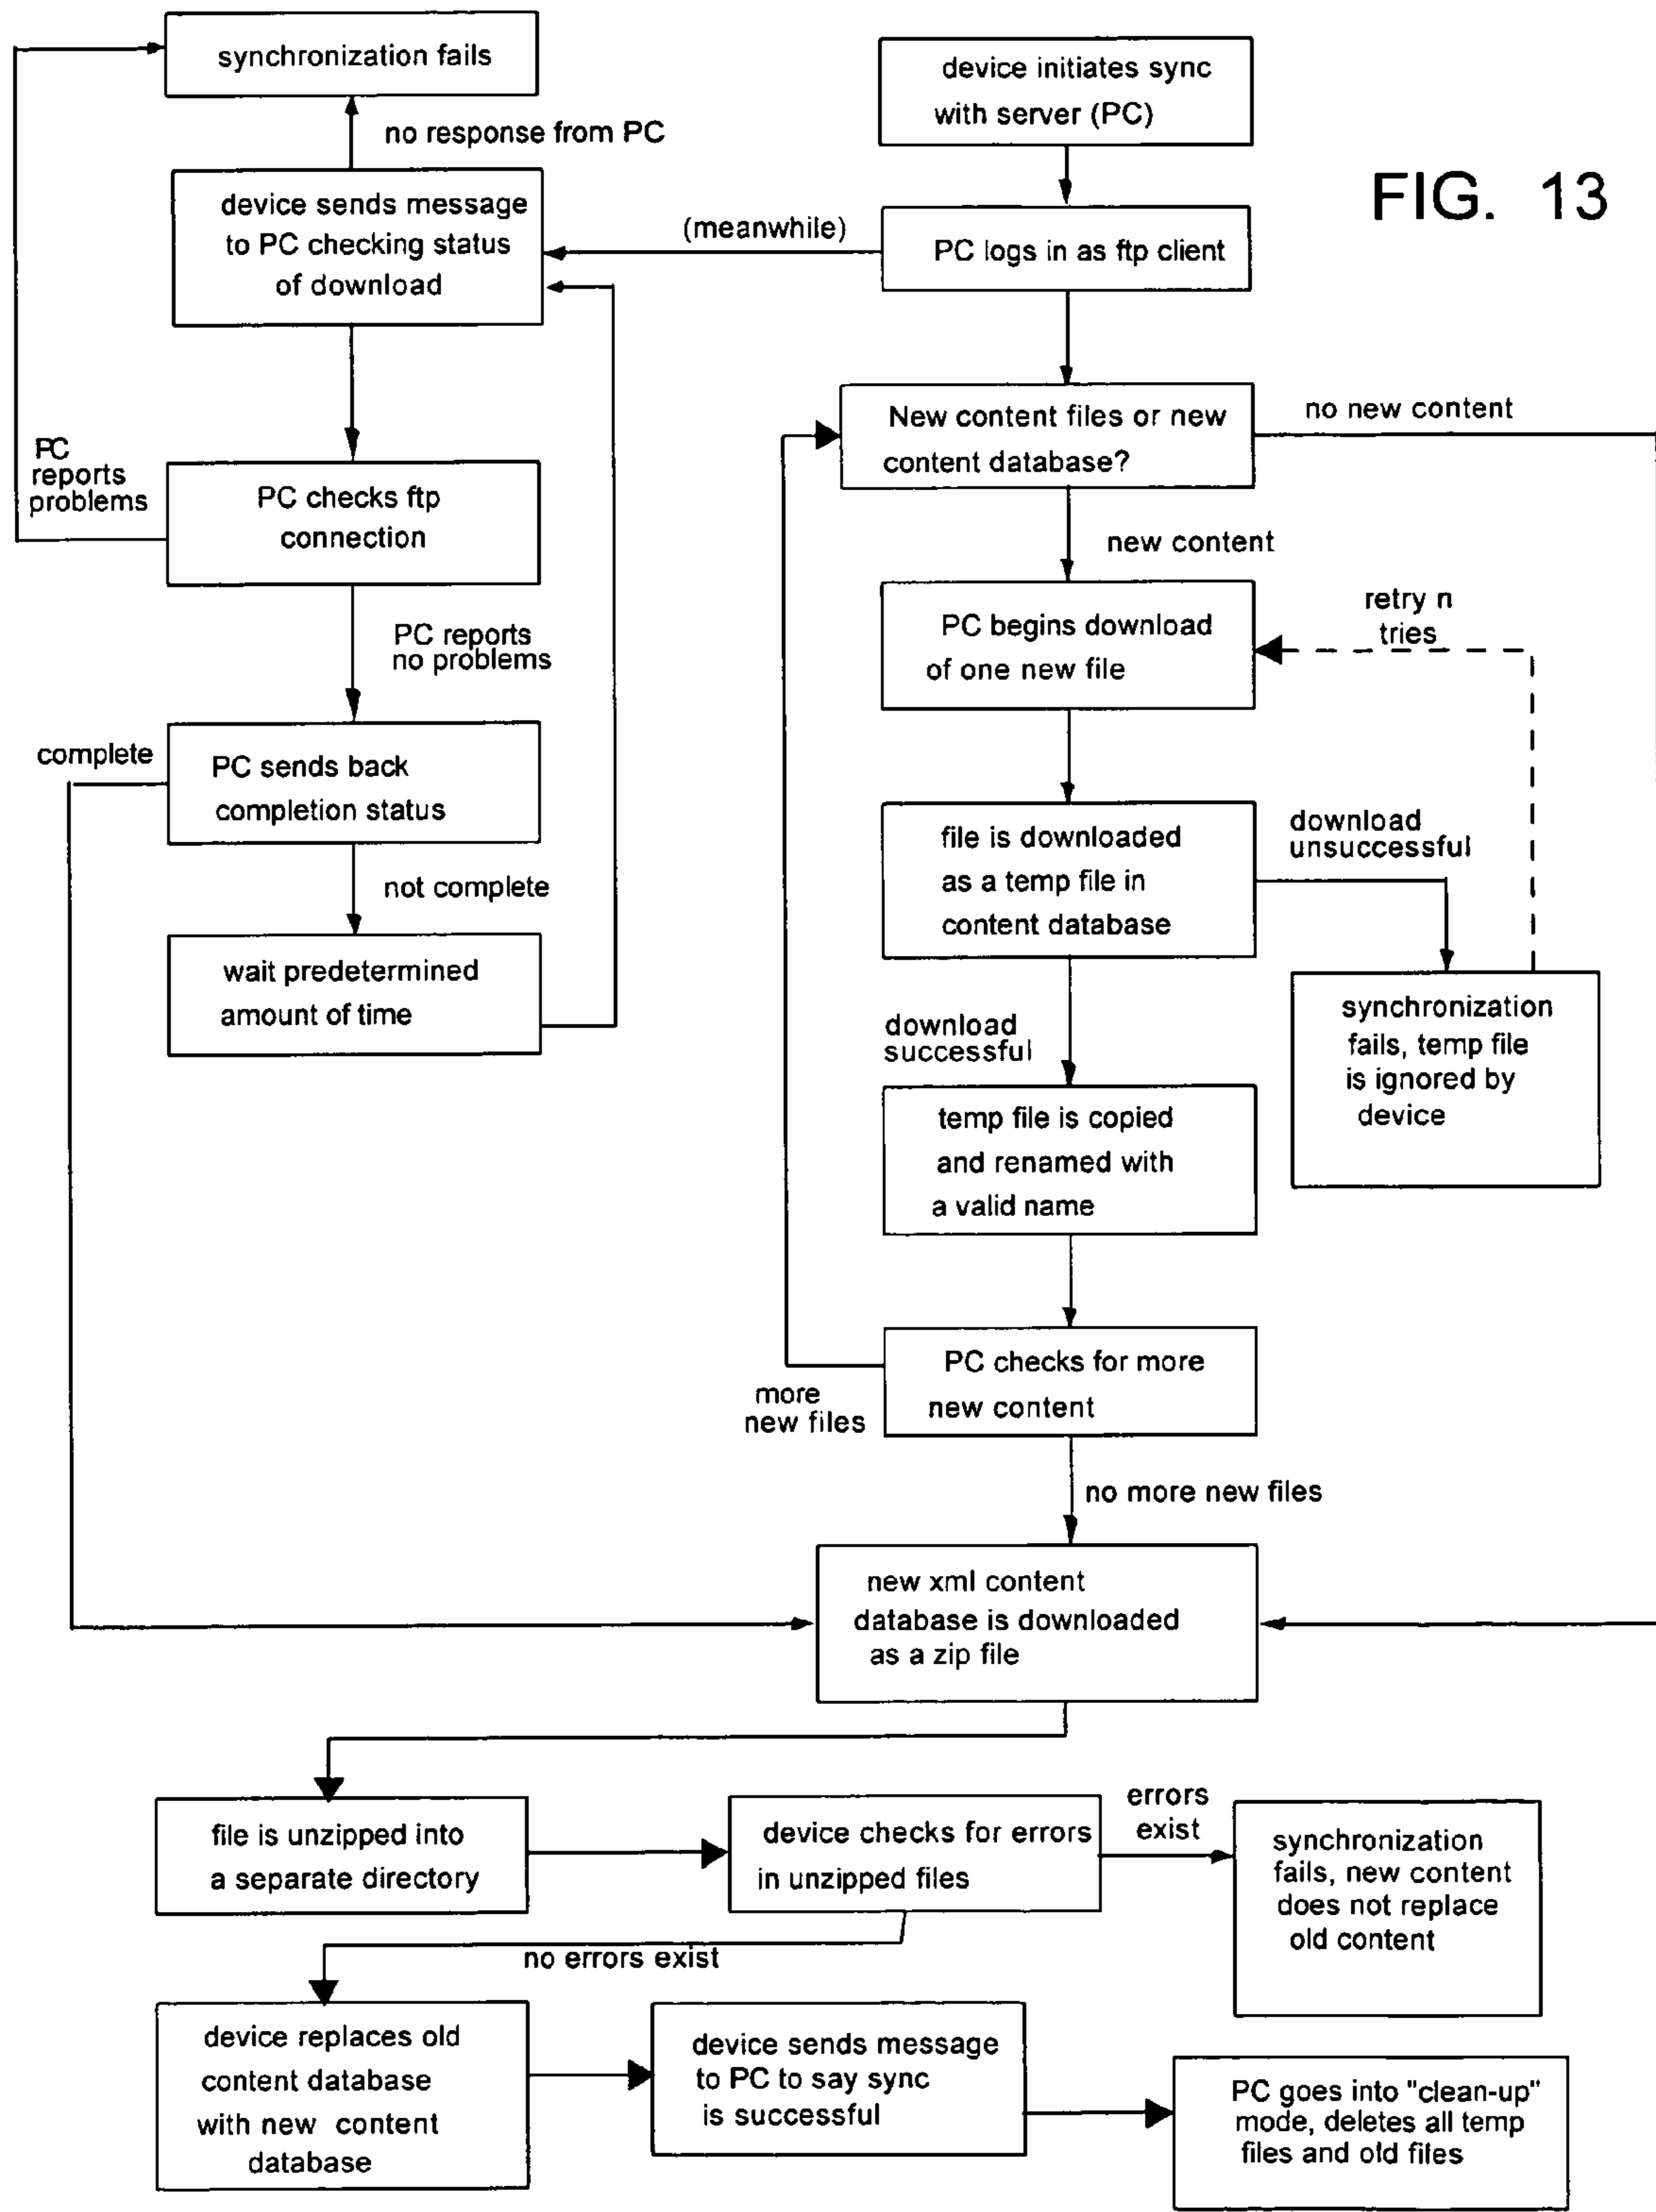 synchronization fails
device initiates sync
with server (PC)
no response from PC
FIG. 13
device sends message
to PC checking status
of download
(meanwhile)
PC logs in as ftp client
New content files or new
content database?
no new content
PC
reports
problems
PC checks ftp
connection
new content
PC reports
no problems
PC begins download
of one new file
retry n
tries
complete
PC sends back
completion status
file is downloaded
as a temp file in
content database
download
unsuccessful
not complete
wait predetermined
amount of time
download
successful
synchronization
fails, temp file
is ignored by
device
temp file is copied
and renamed with
a valid name
PC checks for more
new content
more
new files
no more new files
new xml content
database is downloaded
as a zip file
file is unzipped into
a separate directory
device checks for errors
in unzipped files
errors
exist
synchronization
fails, new content
does not replace
old content
no errors exist
device replaces old
content database
with new content
database
device sends message
to PC to say sync
is successful
PC goes into "clean-up"
mode, deletes all temp
files and old files